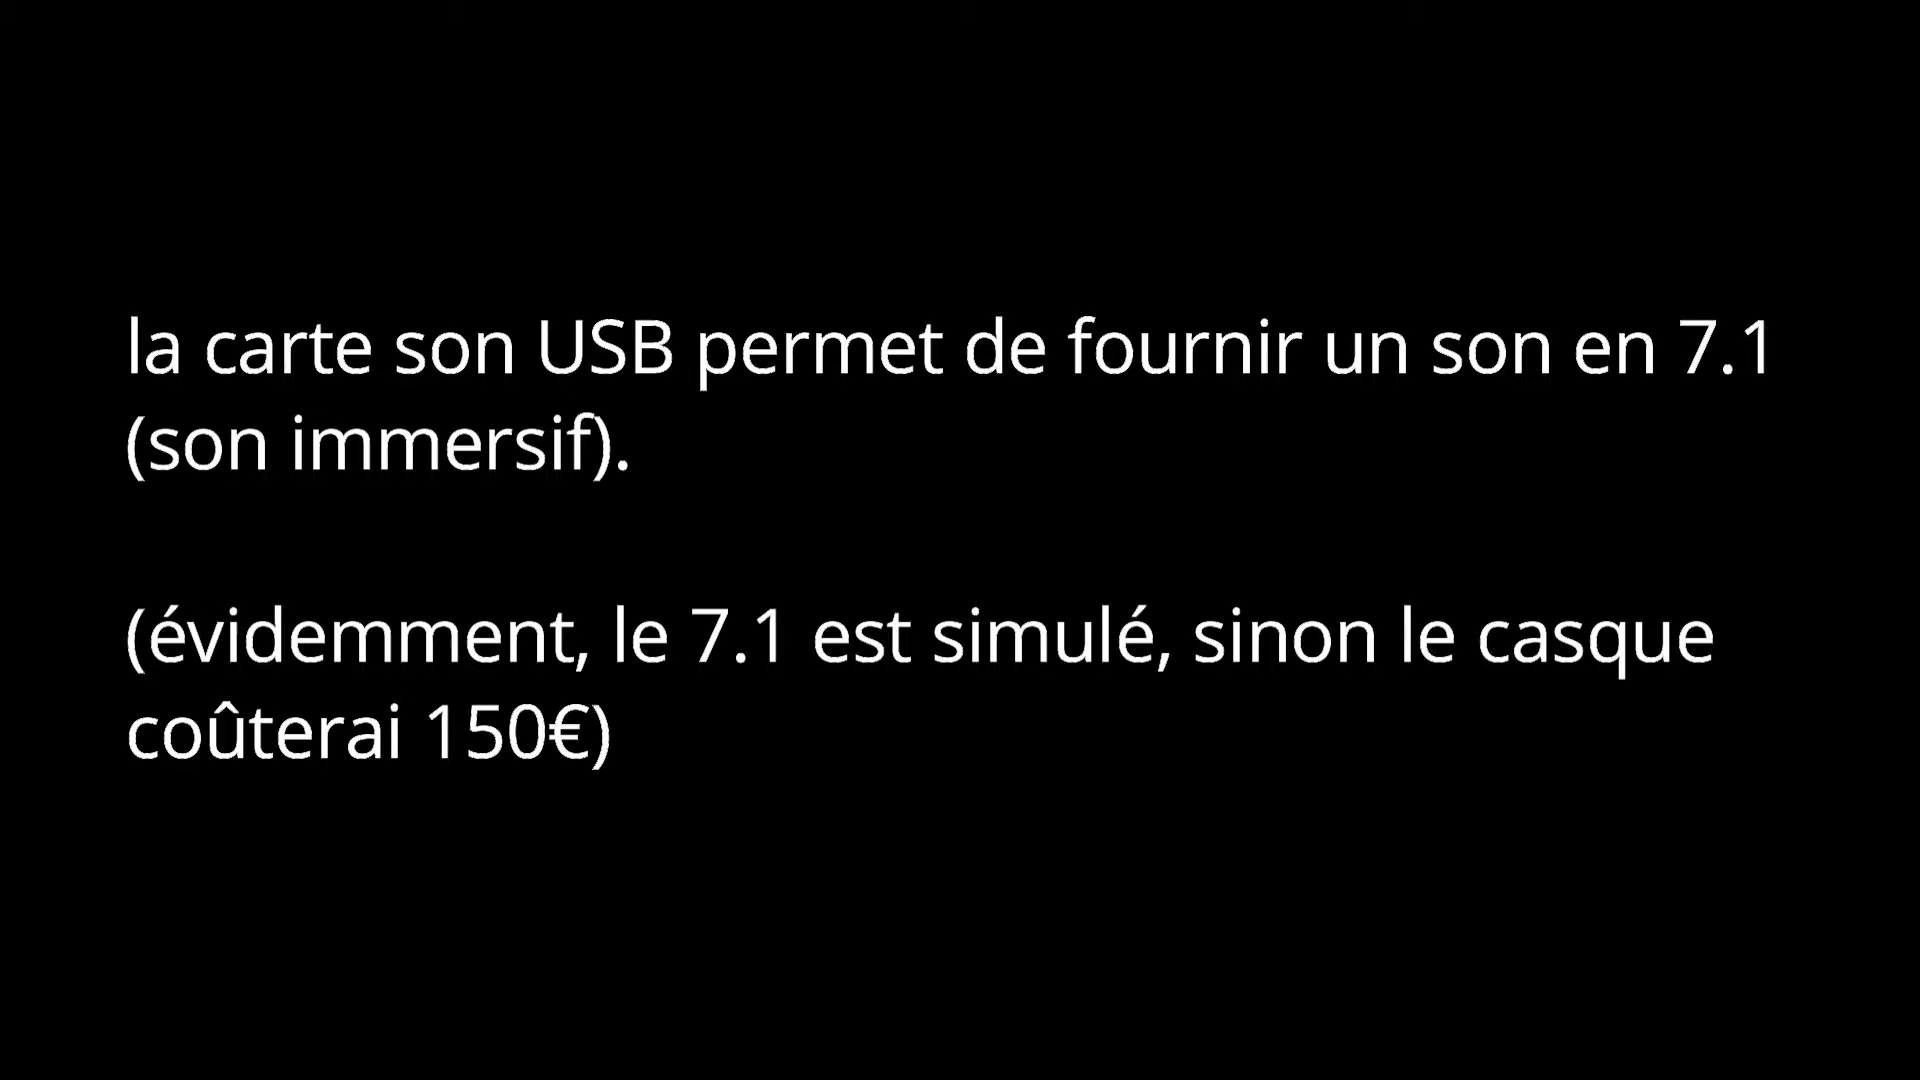 la carte son USB permet de fournir un son en 7.1
(son immersif).
(évidemment, le 7.1 est simulé, sinon le casque
coûterai 150€)